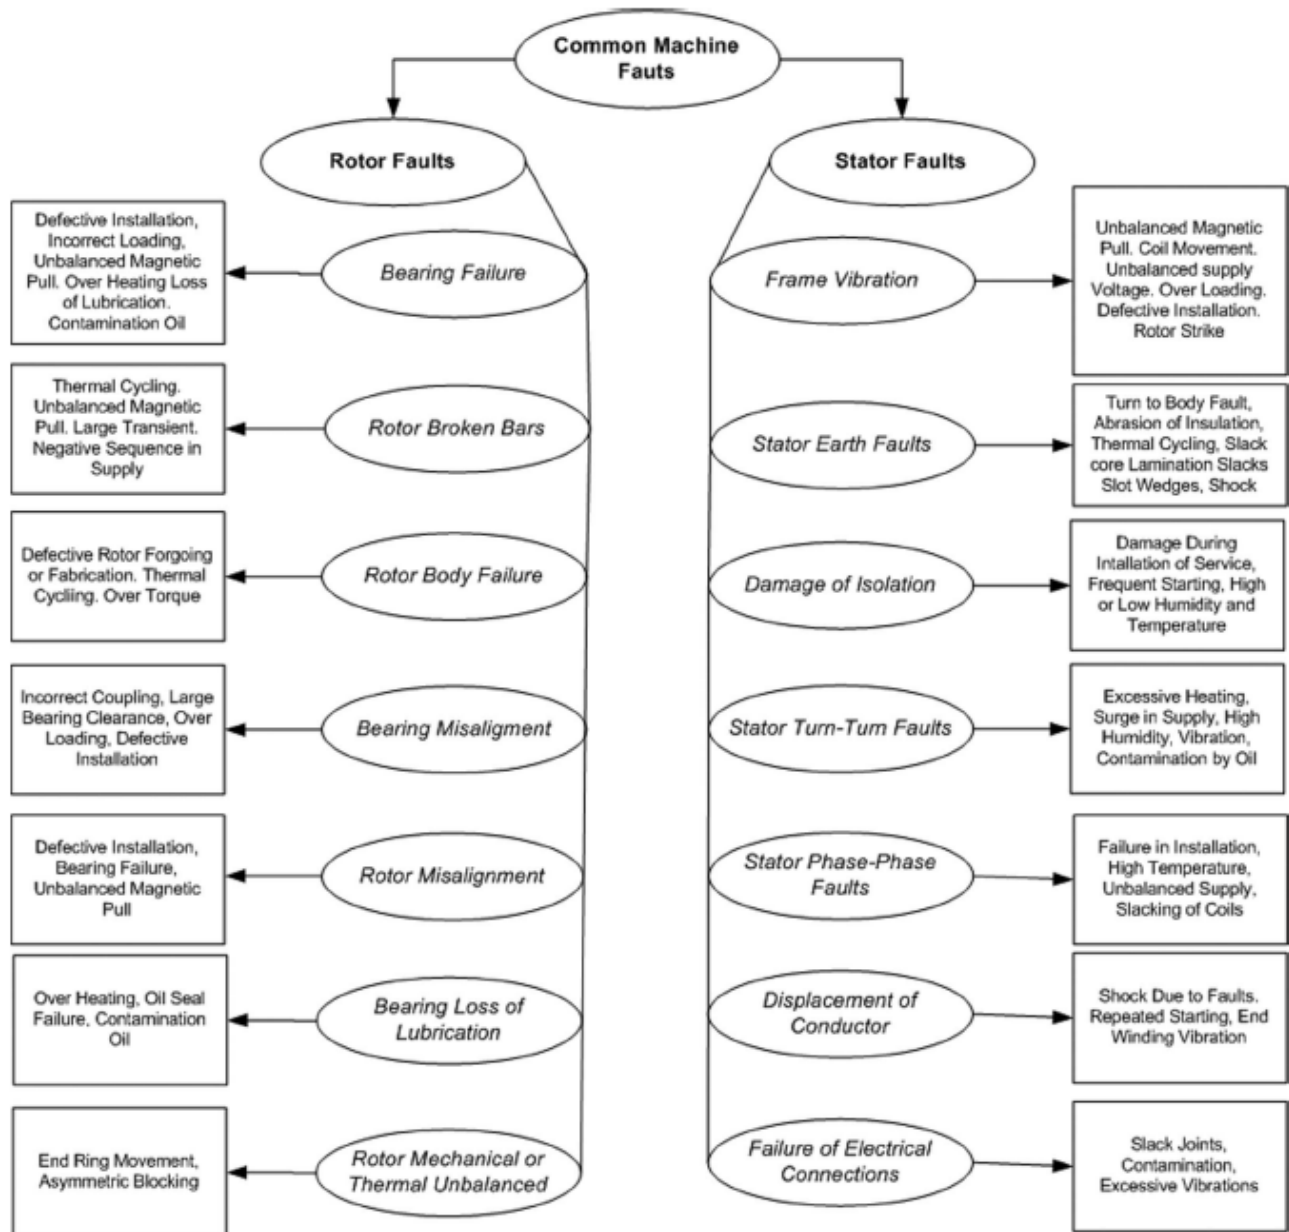 Common Machine
Fauts
Rotor Faults
Stator Faults
Defective Installation,
Incorrect Loading,
Unbalanced Magnetic
Pull. Over Heating Loss
of Lubrication.
Contamination Oil
Bearing Failure
Frame Vibration
Unbalanced Magnetic
Pull. Coil Movement.
Unbalanced supply
Voltage. Over Loading.
Defective Installation.
Rotor Strike
Thermal Cycling.
Unbalanced Magnetic
Pull. Large Transient.
Negative Sequence in
Supply
Rotor Broken Bars
Stator Earth Faults
Turn to Body Fault,
Abrasion of Insulation,
Thermal Cycling, Slack
core Lamination Slacks
Slot Wedges, Shock
Defective Rotor Forgoing
or Fabrication. Thermal
Cycliing. Over Torque
Rotor Body Failure
Damage of Isolation
Damage During
Intallation of Service,
Frequent Starting, High
or Low Humidity and
Temperature
Incorrect Coupling, Large
Bearing Clearance, Over
Loading, Defective
Installation
Bearing Misaligment
Stator Turn-Turn Faults
Excessive Heating,
Surge in Supply, High
Humidity, Vibration,
Contamination by Oil
Defective Installation,
Bearing Failure,
Unbalanced Magnetic
Pull
Rotor Misalignment
Stator Phase-Phase
Faults
Failure in Installation,
High Temperature,
Unbalanced Supply,
Slacking of Coils
Over Heating, Oil Seal
Failure, Contamination
Oil
Bearing Loss of
Lubrication
Displacement of
Conductor
Shock Due to Faults.
Repeated Starting, End
Winding Vibration
End Ring Movement,
Asymmetric Blocking
Rotor Mechanical or
Thermal Unbalanced
Failure of Electrical
Connections
Slack Joints,
Contamination,
Excessive Vibrations